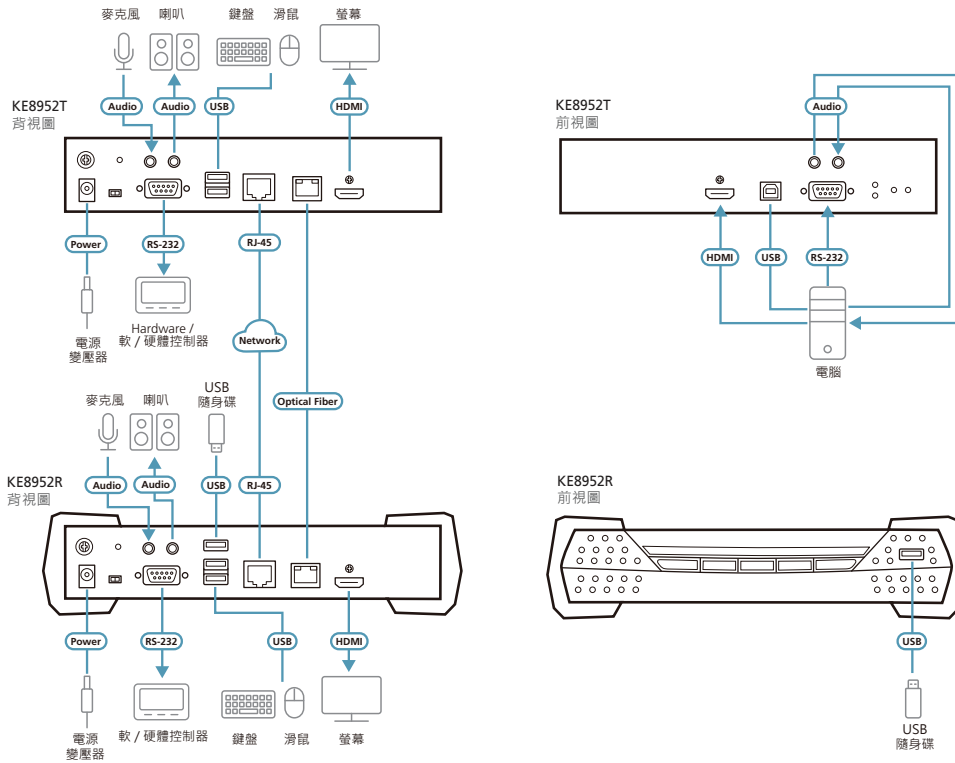 麥克風 喇叭 鍵盤 滑鼠 螢幕
Audio Audio USB HDMI
KE8952T
背視圖
Power RS-232 RJ-45
電源
變壓器
Hardware /
軟 / 硬體控制器
Network
Optical Fiber
麥克風 喇叭
USB
隨身碟
Audio Audio USB RJ-45
KE8952R
背視圖
Power RS-232 USB HDMI
電源
變壓器
軟 / 硬體控制器 鍵盤 滑鼠 螢幕
KE8952T
前視圖
Audio
HDMI USB RS-232
電腦
KE8952R
前視圖
USB
USB
隨身碟